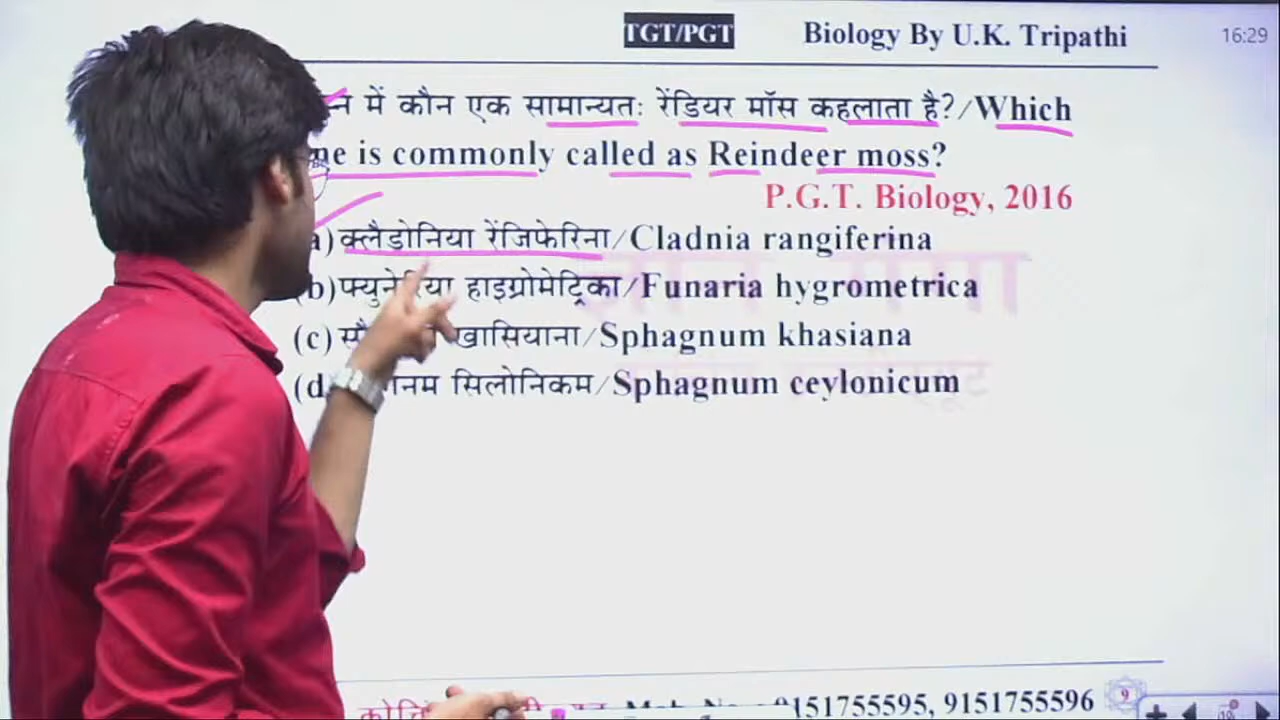 TGT/PGT Biology By U.K. Tripathi 16:29
में कौन एक सामान्यतः रेंडियर मॉस कहलाता है?/Which
is commonly called as Reindeer moss?
P.G.T. Biology, 2016
क्लैडोनिया रेंजिफेरिना/Cladnia rangiferina
(b) हाइग्रोमेट्रिका/Funaria hygrometrica
(c) खासियाना/Sphagnum khasiana
सिलोनिकम/Sphagnum ceylonicum
9151755595, 9151755596 9